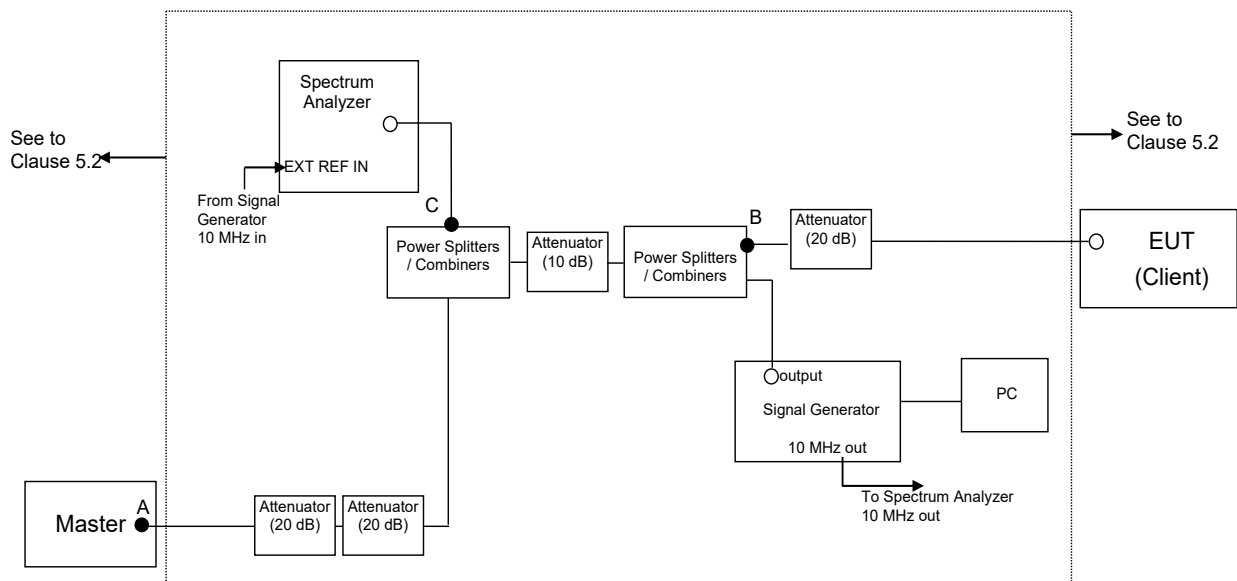 Spectrum
Analyzer
EXT REF IN
See to
Clause 5.2
From Signal
Generator
10 MHz in
C
Power Splitters
/ Combiners
Attenuator
(10 dB)
Power Splitters
/ Combiners
B
Attenuator
(20 dB)
See to
Clause 5.2
EUT
(Client)
output
Signal Generator
10 MHz out
PC
To Spectrum Analyzer
10 MHz out
Master
A
Attenuator
(20 dB)
Attenuator
(20 dB)